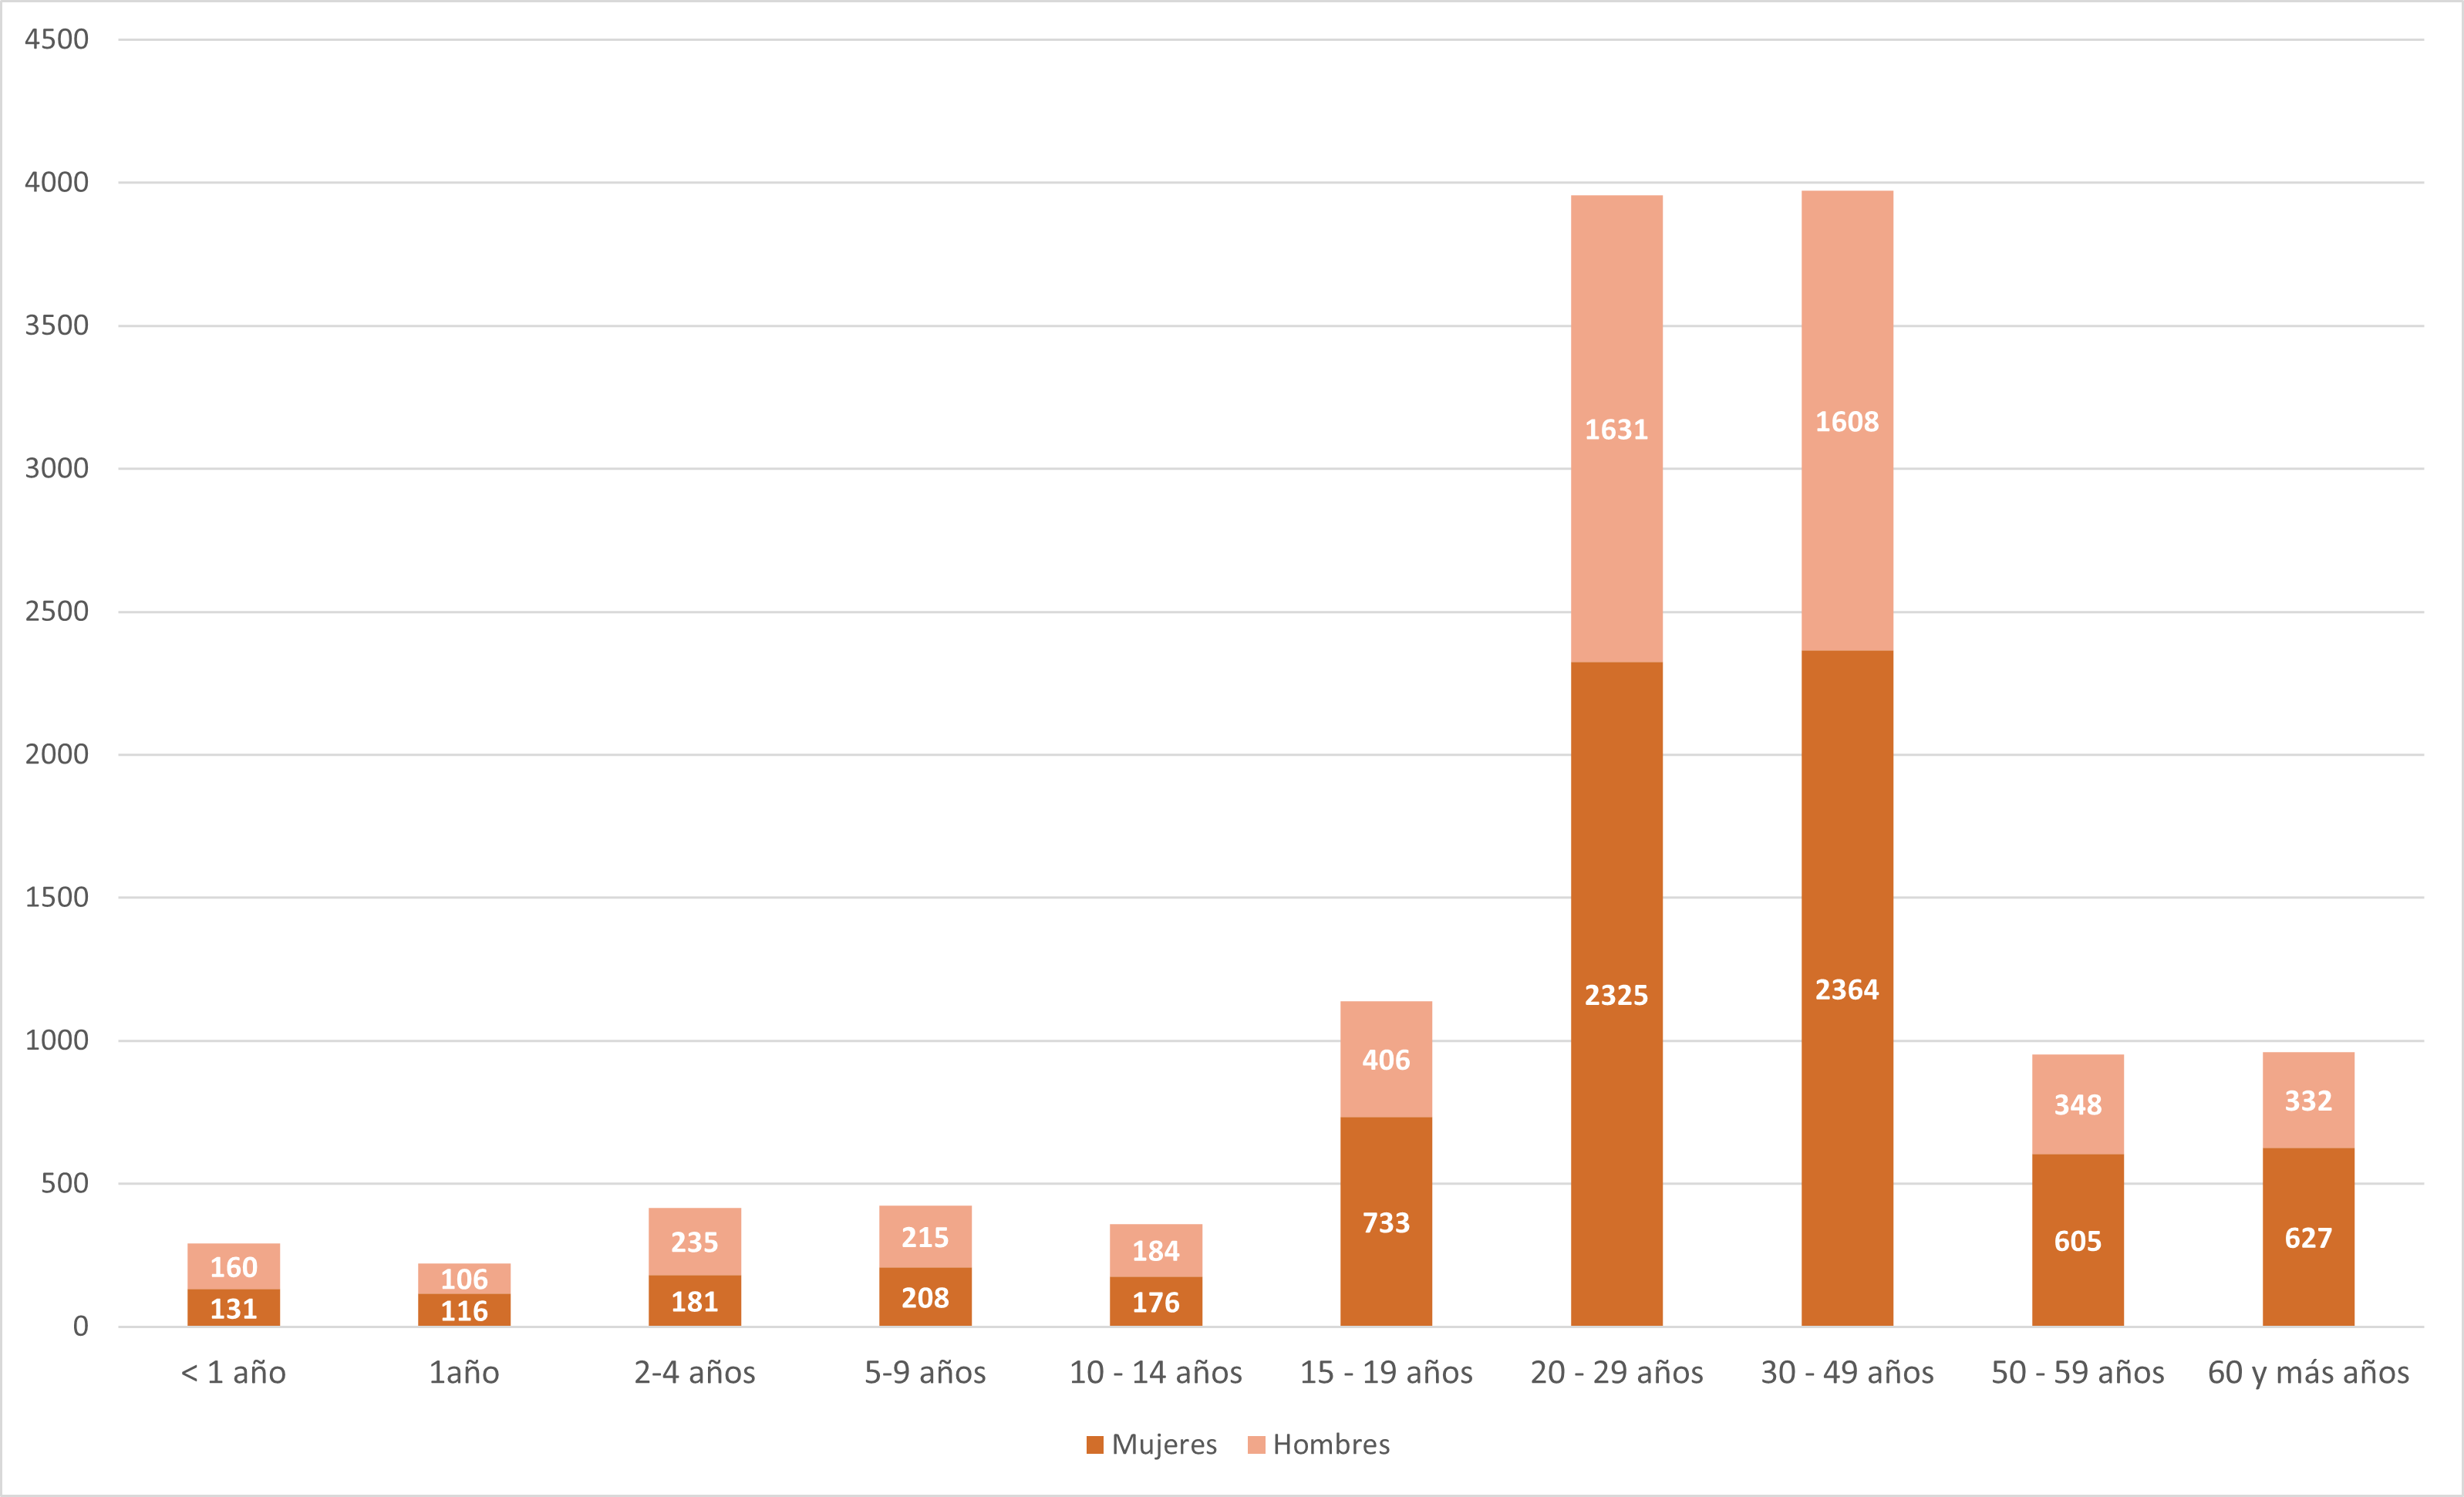 4500
4000
3500
3000
2500
2000
1500
1000
500
0
1631
1608
2325
2364
406
733
348
605
332
627
160
131
106
116
235
181
215
208
184
176
< 1 año
1año
2-4 años
5-9 años
10 - 14 años
15 - 19 años
20 - 29 años
30 - 49 años
50 - 59 años
60 y más años
Mujeres
Hombres